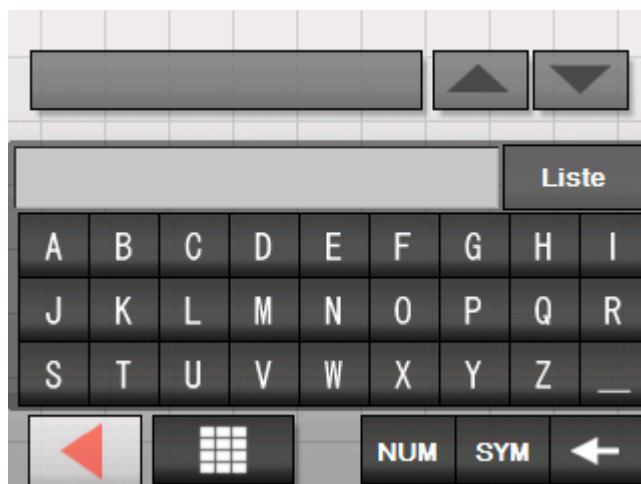 Liste
A B C D E F G H I
J K L M N O P Q R
S T U V W X Y Z _
NUM SYM